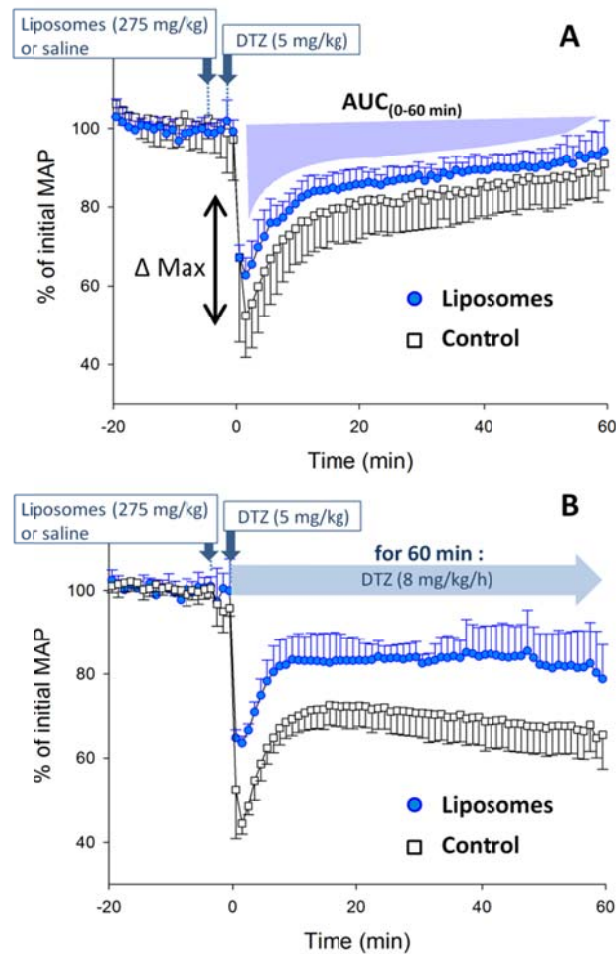 Liposomes (275 mg/kg)
or saline
DTZ (5 mg/kg)
A
AUC(0-60 min)
% of initial MAP
100
80
60
40
Δ Max
Liposomes
Control
-20
0
20
40
60
Time (min)
Liposomes (275 mg/kg)
or saline
DTZ (5 mg/kg)
B
for 60 min :
DTZ (8 mg/kg/h)
% of initial MAP
100
80
60
40
Liposomes
Control
-20
0
20
40
60
Time (min)